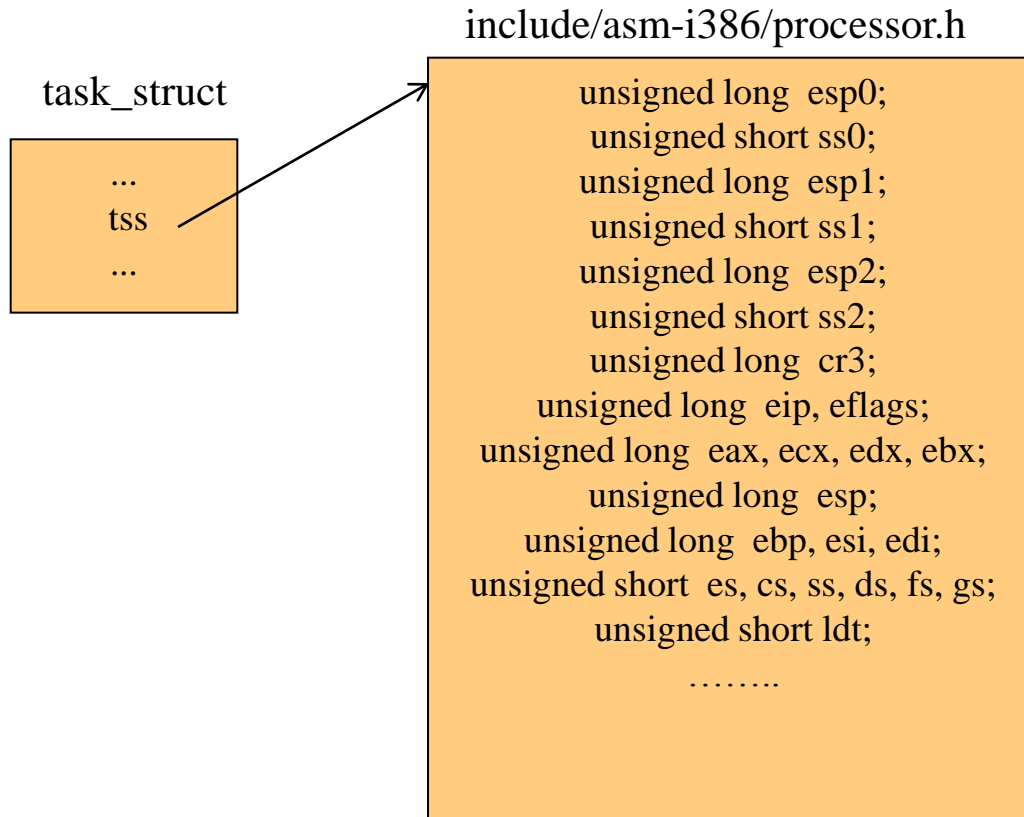 include/asm-i386/processor.h
task_struct
...
tss
...
unsigned long  esp0;
unsigned short ss0;
unsigned long  esp1;
unsigned short ss1;
unsigned long  esp2;
unsigned short ss2;
unsigned long  cr3;
unsigned long  eip, eflags;
unsigned long  eax, ecx, edx, ebx;
unsigned long  esp;
unsigned long  ebp, esi, edi;
unsigned short  es, cs, ss, ds, fs, gs;
unsigned short ldt;
……..